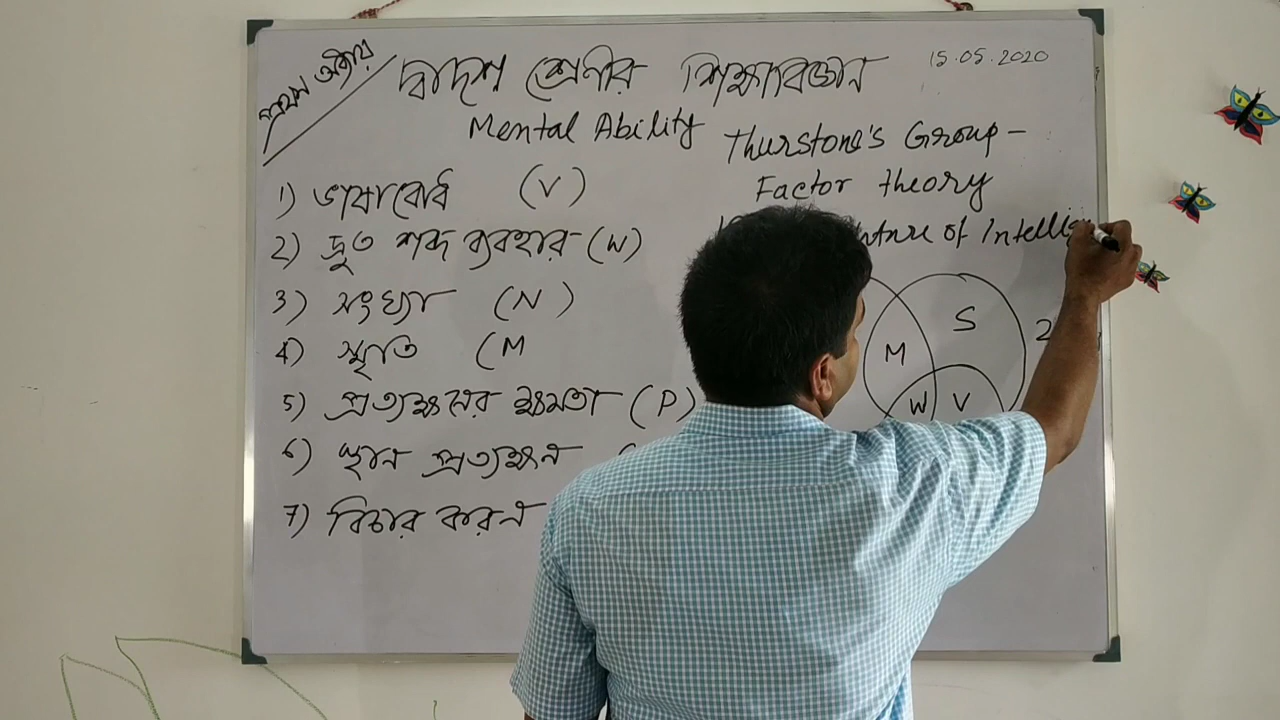 প্রথম অধ্যায়
দ্বাদশ শ্রেণীর শিক্ষাবিজ্ঞান
15.05.2020
Mental Ability
Thurstone's Group-
Factor theory
of Intellig
1) ভাষাবোধ (V)
2) দ্রুত শব্দ ব্যবহার (W)
3) সংখ্যা (N)
4) স্মৃতি (M
5) প্রত্যক্ষনের ক্ষমতা (P)
6) স্থান প্রত্যক্ষন (
7) বিচার করন
S
M
2
W V